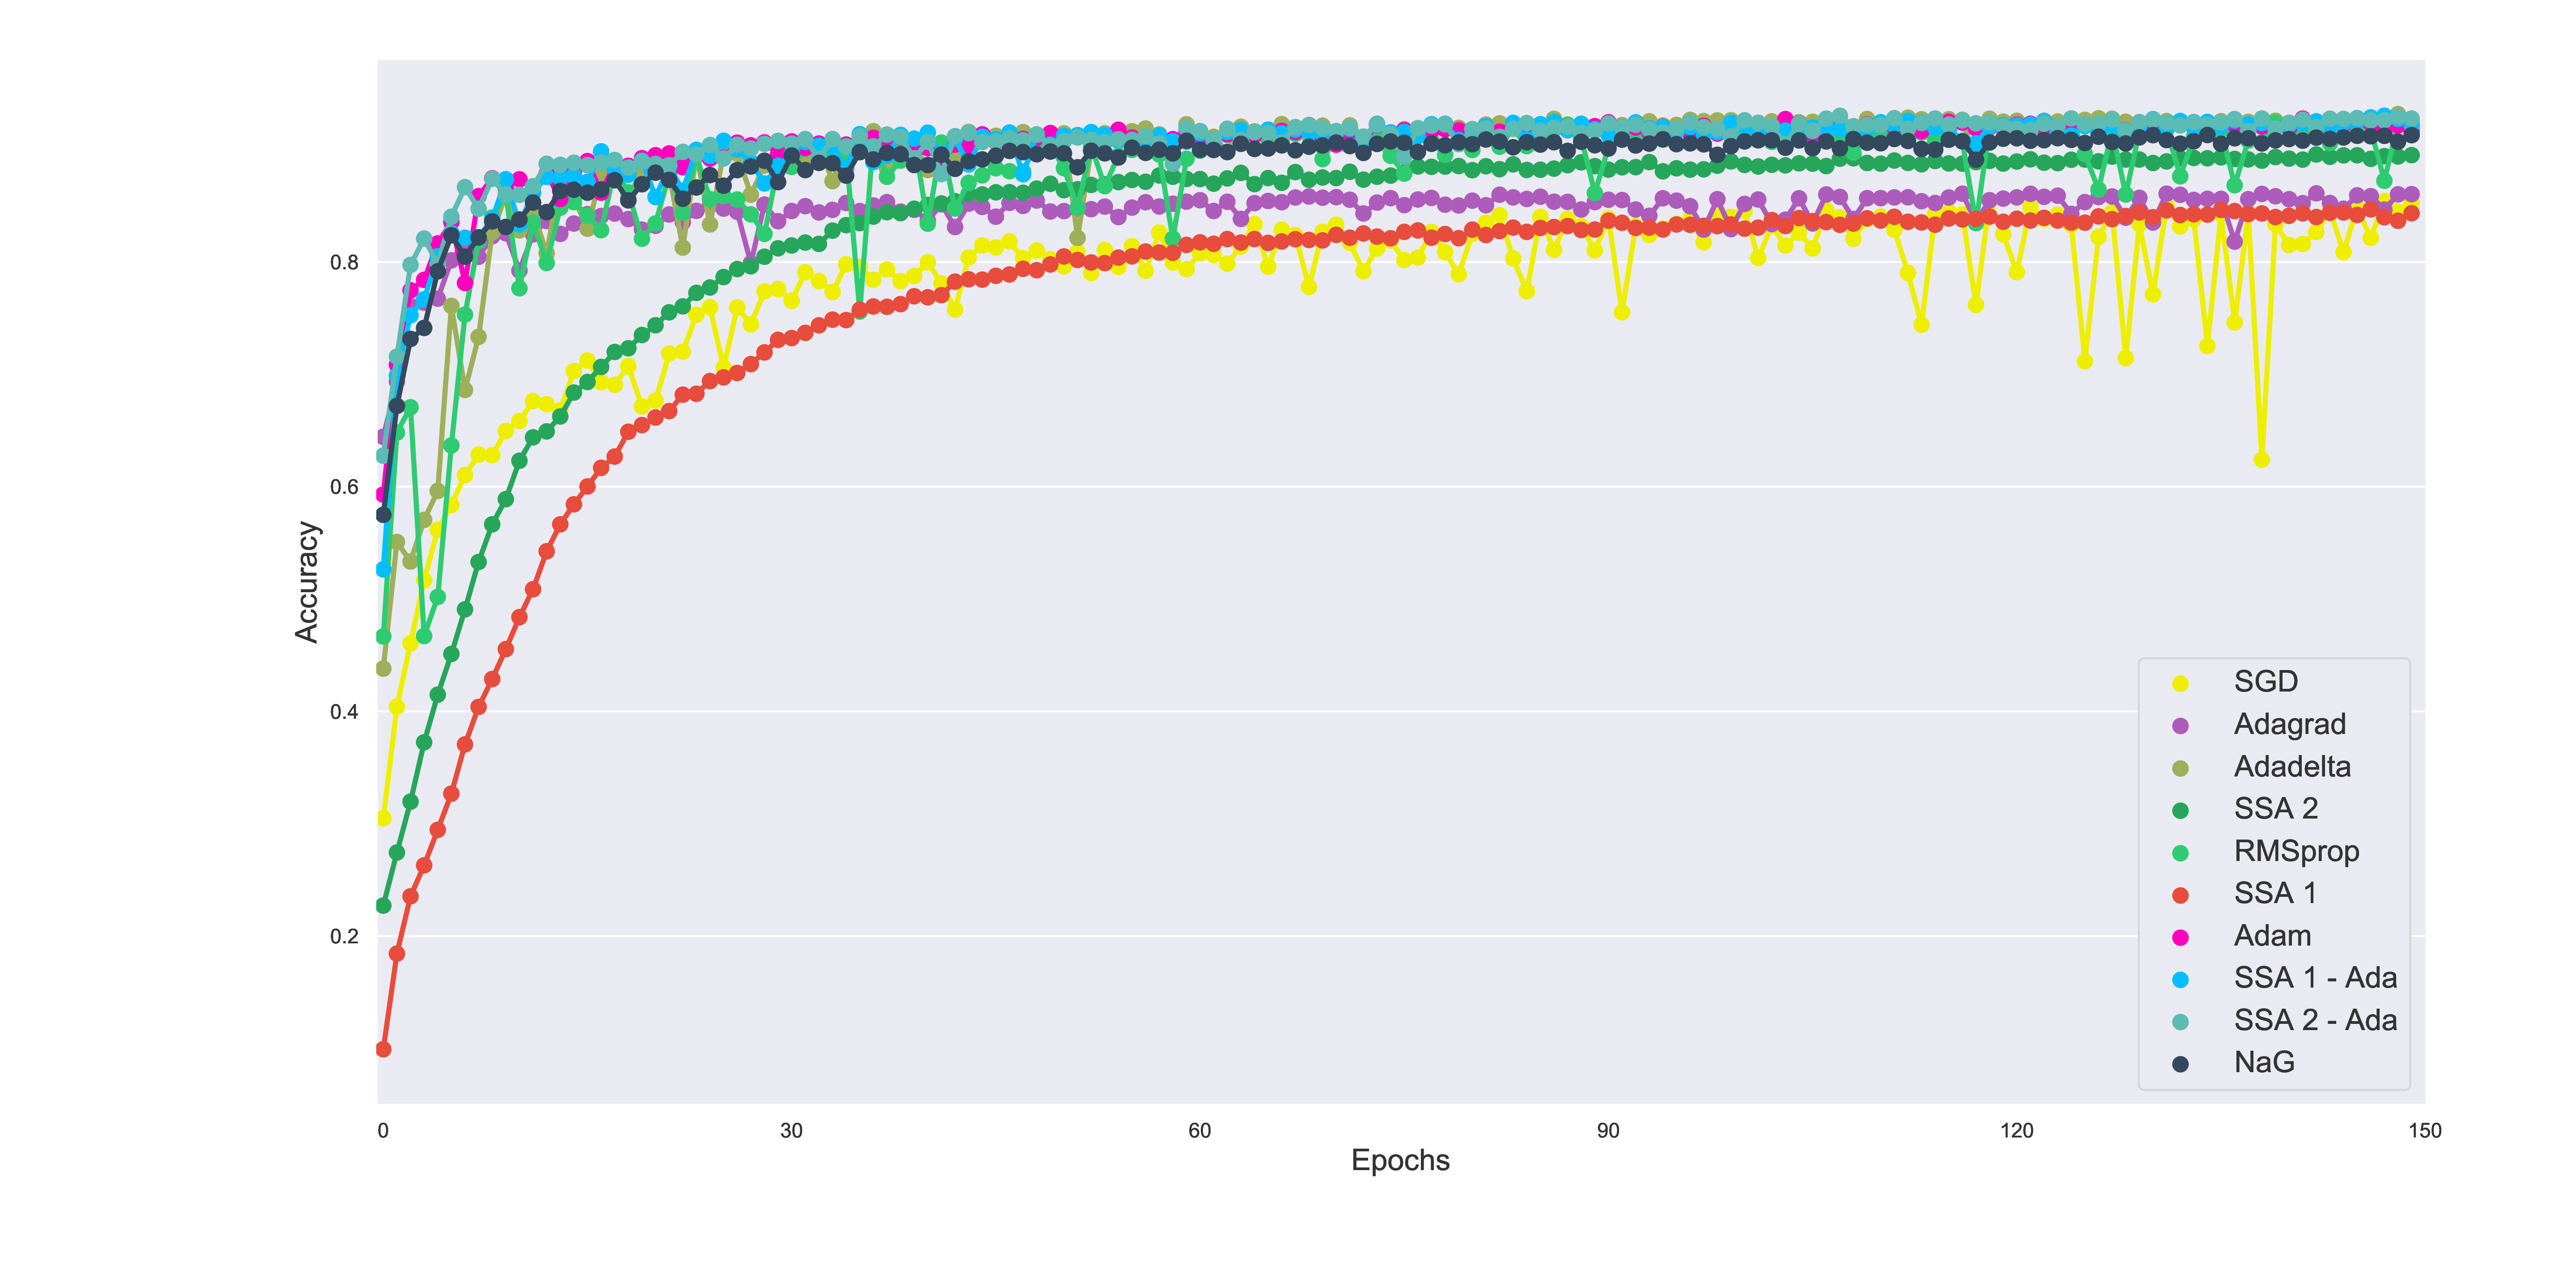 0.8
0.6
0.4
0.2
Accuracy
0 30 60 90 120 150
Epochs
SGD
Adagrad
Adadelta
SSA 2
RMSprop
SSA 1
Adam
SSA 1 - Ada
SSA 2 - Ada
NaG